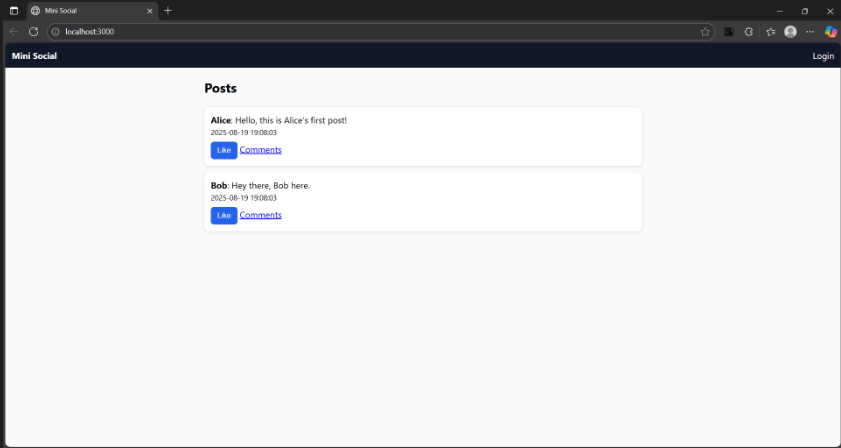 Mini Social
localhost:3000
Mini Social Login
Posts
Alice: Hello, this is Alice's first post!
2025-08-19 19:08:03
Like Comments
Bob: Hey there, Bob here.
2025-08-19 19:08:03
Like Comments